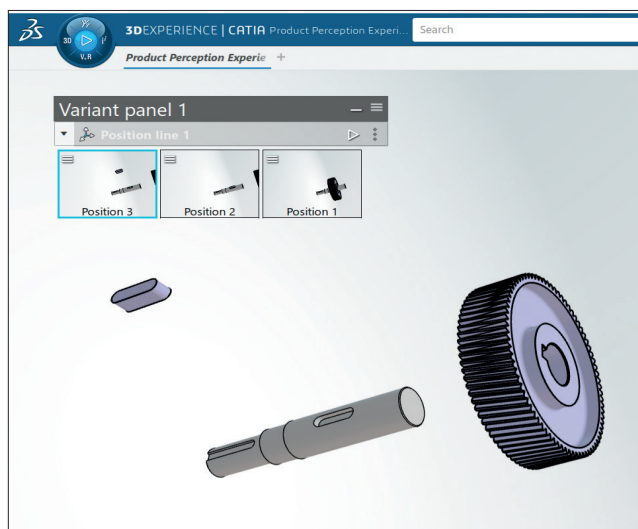 3DEXPERIENCE | CATIA Product Perception Experi...
Search
3D
V.R
Product Perception Experie +
Variant panel 1
Position line 1
Position 3
Position 2
Position 1